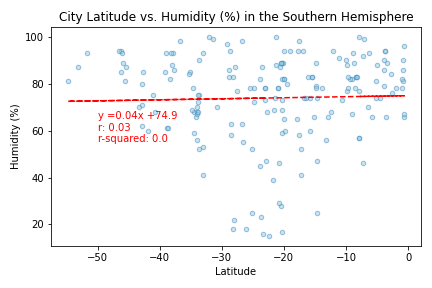 City Latitude vs. Humidity (%) in the Southern Hemisphere
Humidity (%)
100
80
60
40
20
y =0.04x +74.9
r: 0.03
r-squared: 0.0
−50
−40
−30
−20
−10
0
Latitude